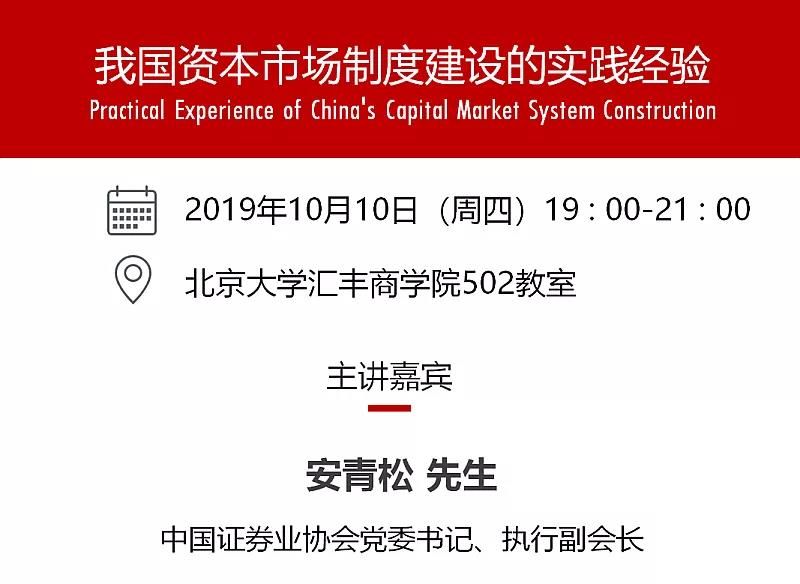 我国资本市场制度建设的实践经验
Practical Experience of China's Capital Market System Construction
2019年10月10日（周四）19：00-21：00
北京大学汇丰商学院502教室
主讲嘉宾
安青松 先生
中国证券业协会党委书记、执行副会长